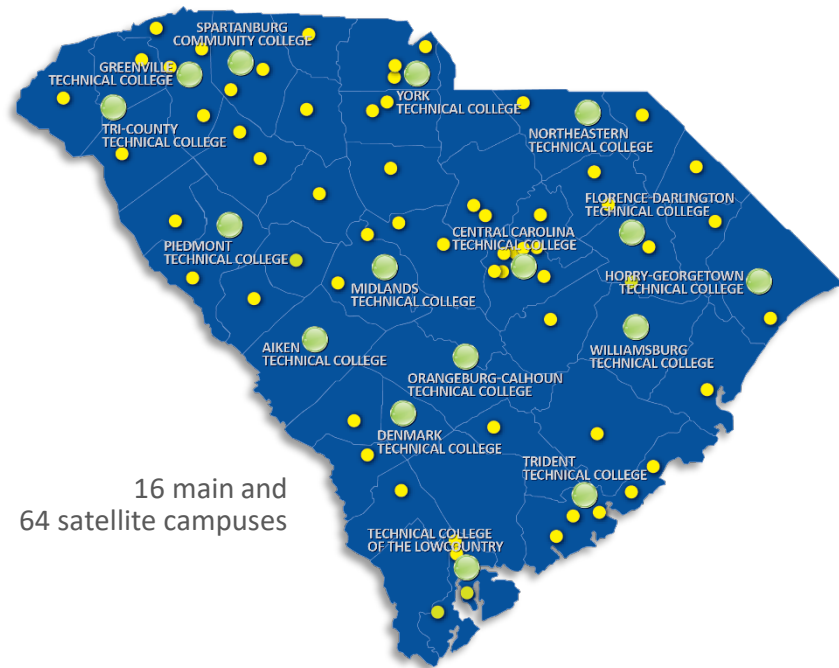 SPARTANBURG
COMMUNITY COLLEGE
GREENVILLE
TECHNICAL COLLEGE
YORK
TECHNICAL COLLEGE
TRI-COUNTY
TECHNICAL COLLEGE
NORTHEASTERN
TECHNICAL COLLEGE
FLORENCE-DARLINGTON
TECHNICAL COLLEGE
CENTRAL CAROLINA
TECHNICAL COLLEGE
PIEDMONT
TECHNICAL COLLEGE
HORRY-GEORGETOWN
TECHNICAL COLLEGE
MIDLANDS
TECHNICAL COLLEGE
AIKEN
TECHNICAL COLLEGE
WILLIAMSBURG
TECHNICAL COLLEGE
ORANGEBURG-CALHOUN
TECHNICAL COLLEGE
DENMARK
TECHNICAL COLLEGE
TRIDENT
TECHNICAL COLLEGE
16 main and
64 satellite campuses
TECHNICAL COLLEGE
OF THE LOWCOUNTRY